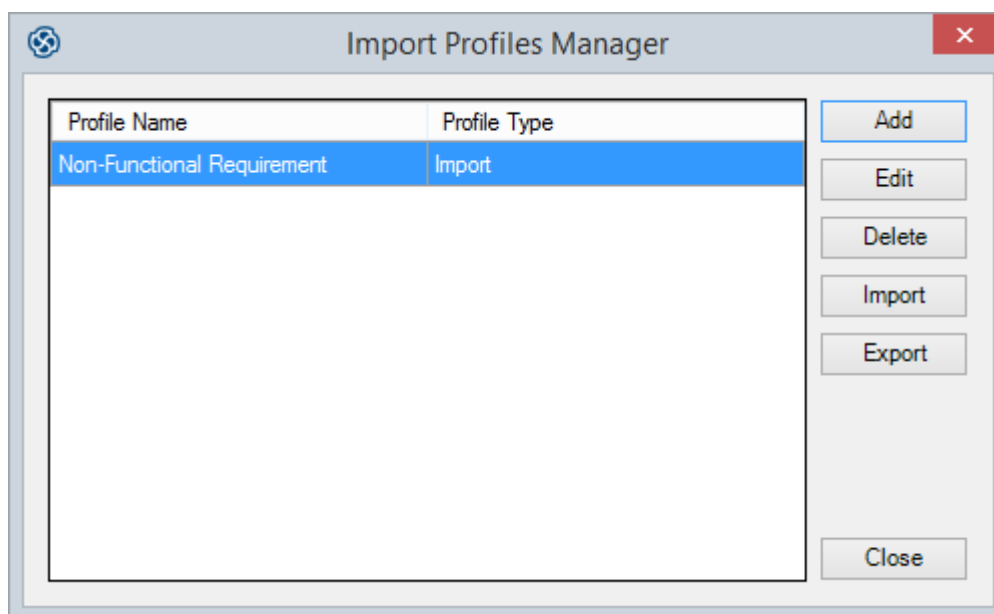 Import Profiles Manager
Profile Name Profile Type
Non-Functional Requirement Import
Add
Edit
Delete
Import
Export
Close